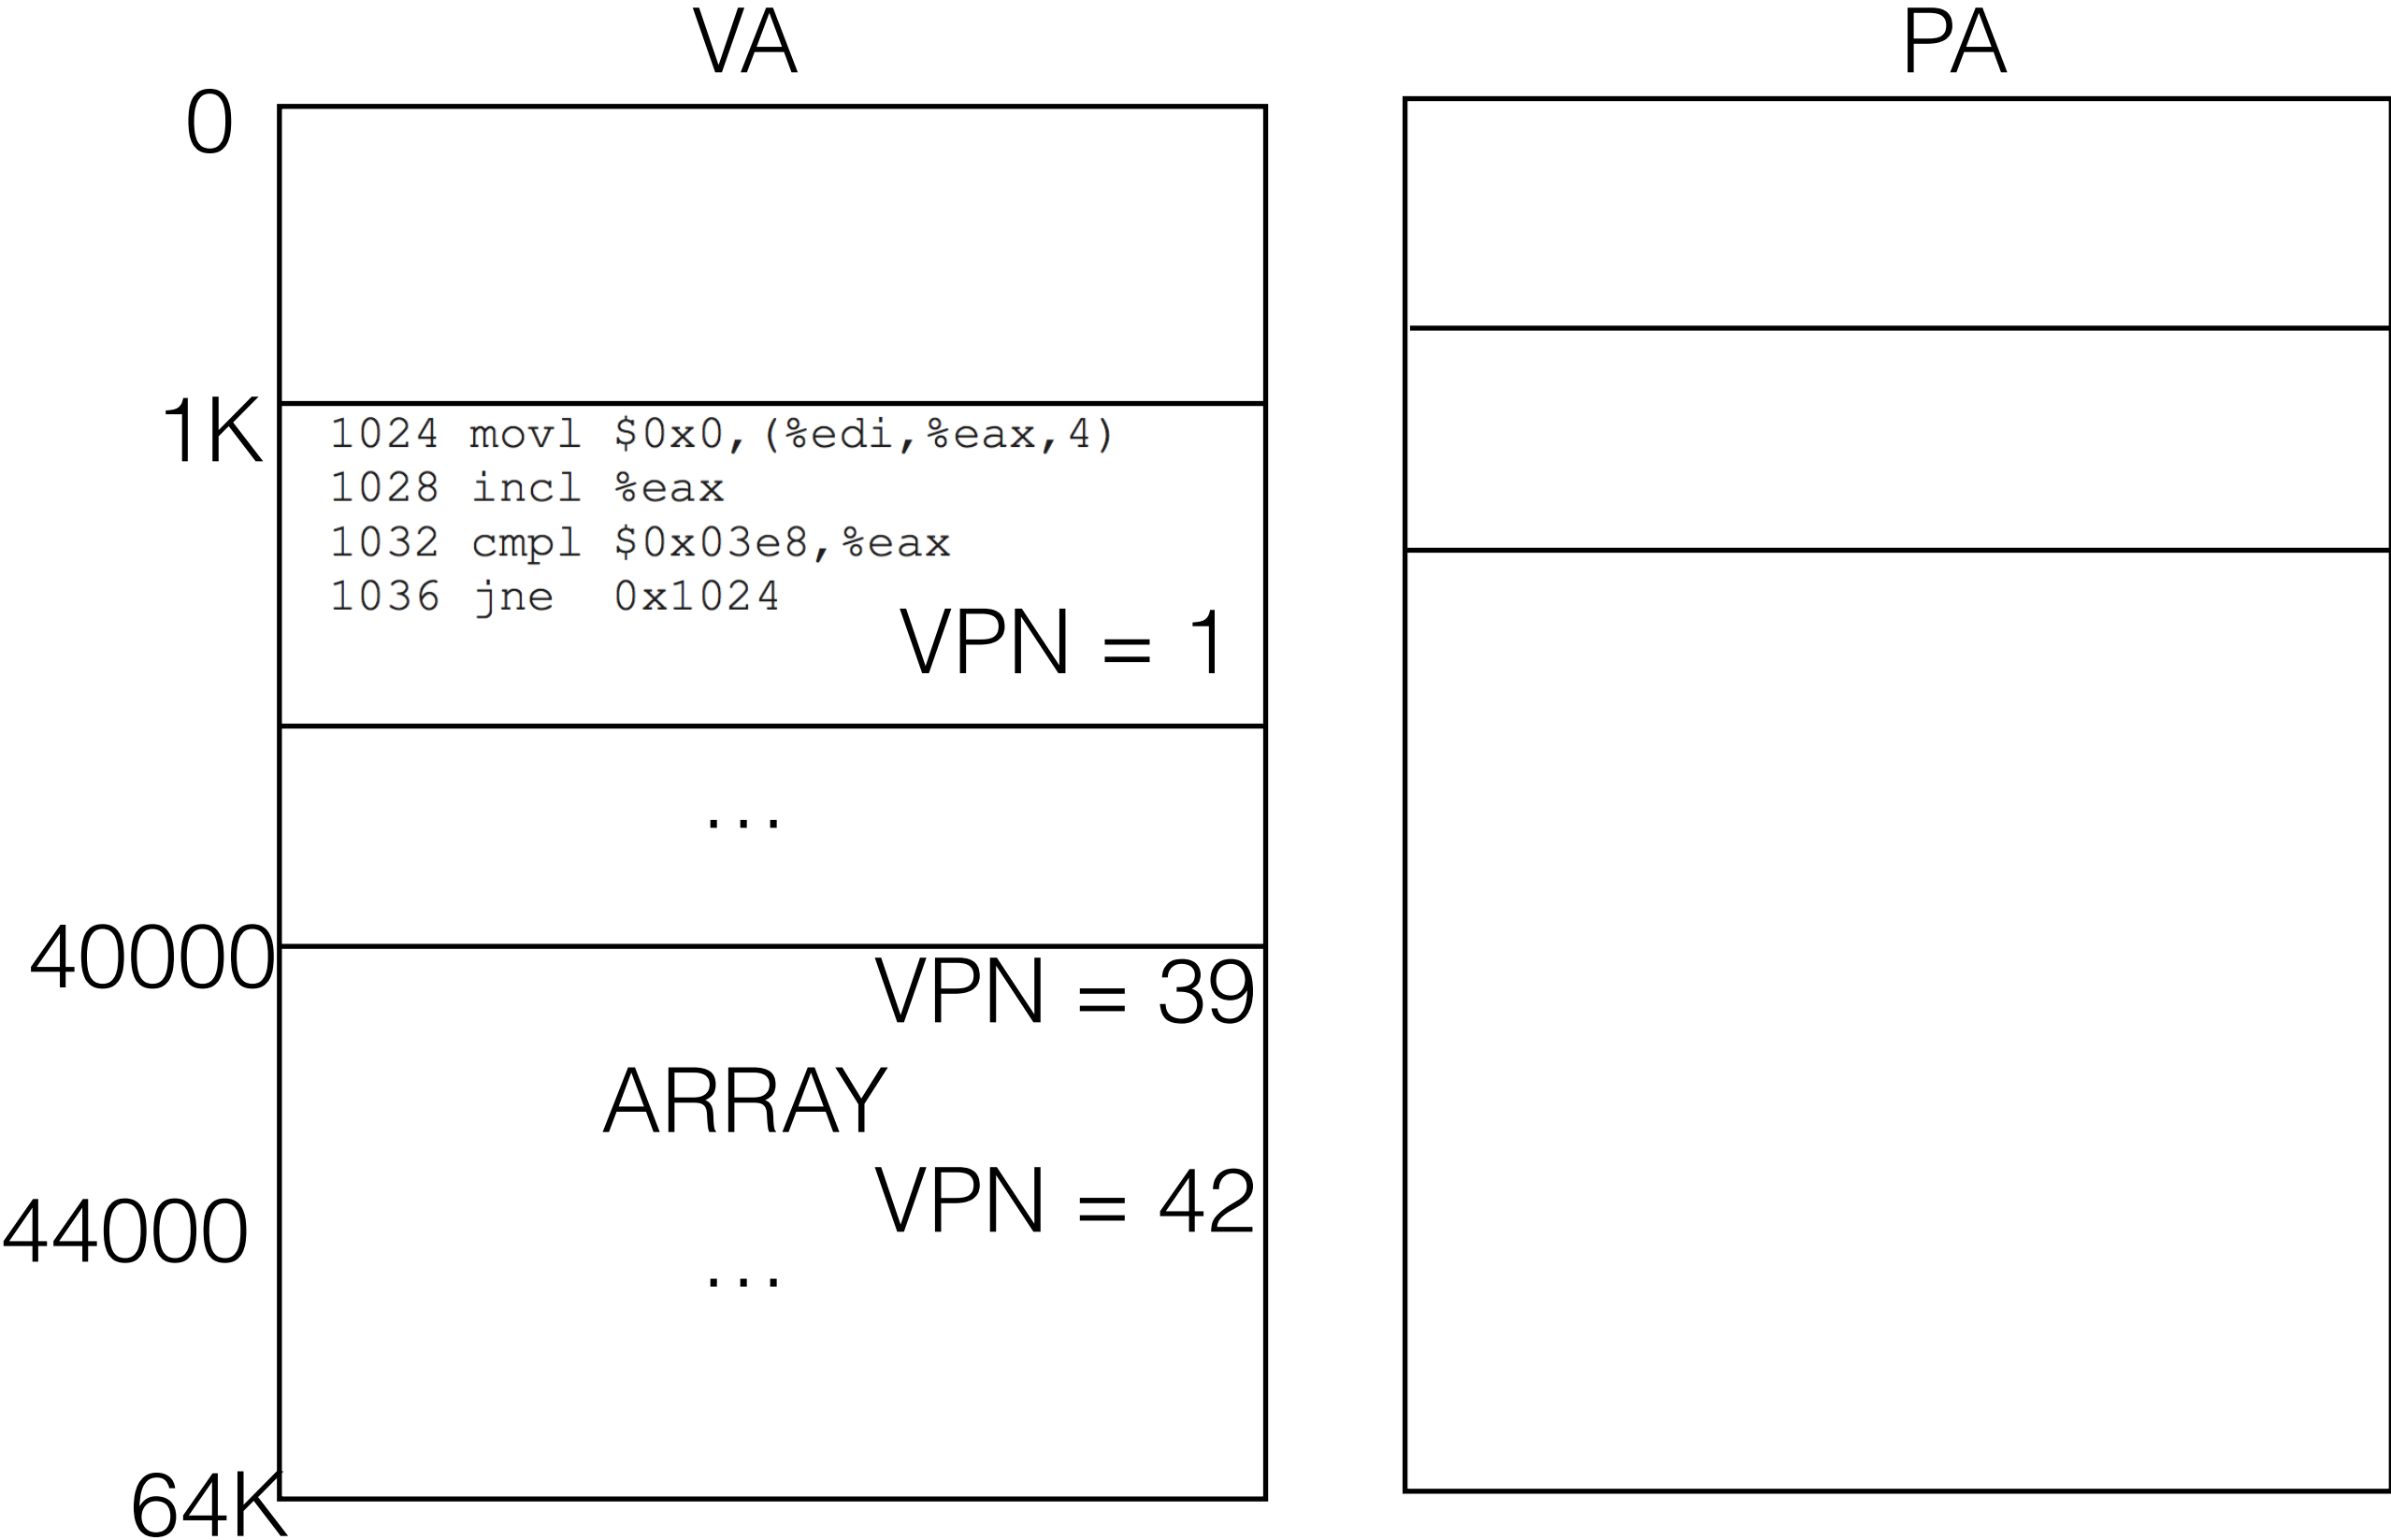 VA
PA
0
1K
1024 movl $0x0,(%edi,%eax,4)
1028 incl %eax
1032 cmpl $0x03e8,%eax
1036 jne 0x1024
VPN = 1
...
40000
VPN = 39
ARRAY
VPN = 42
44000
...
64K